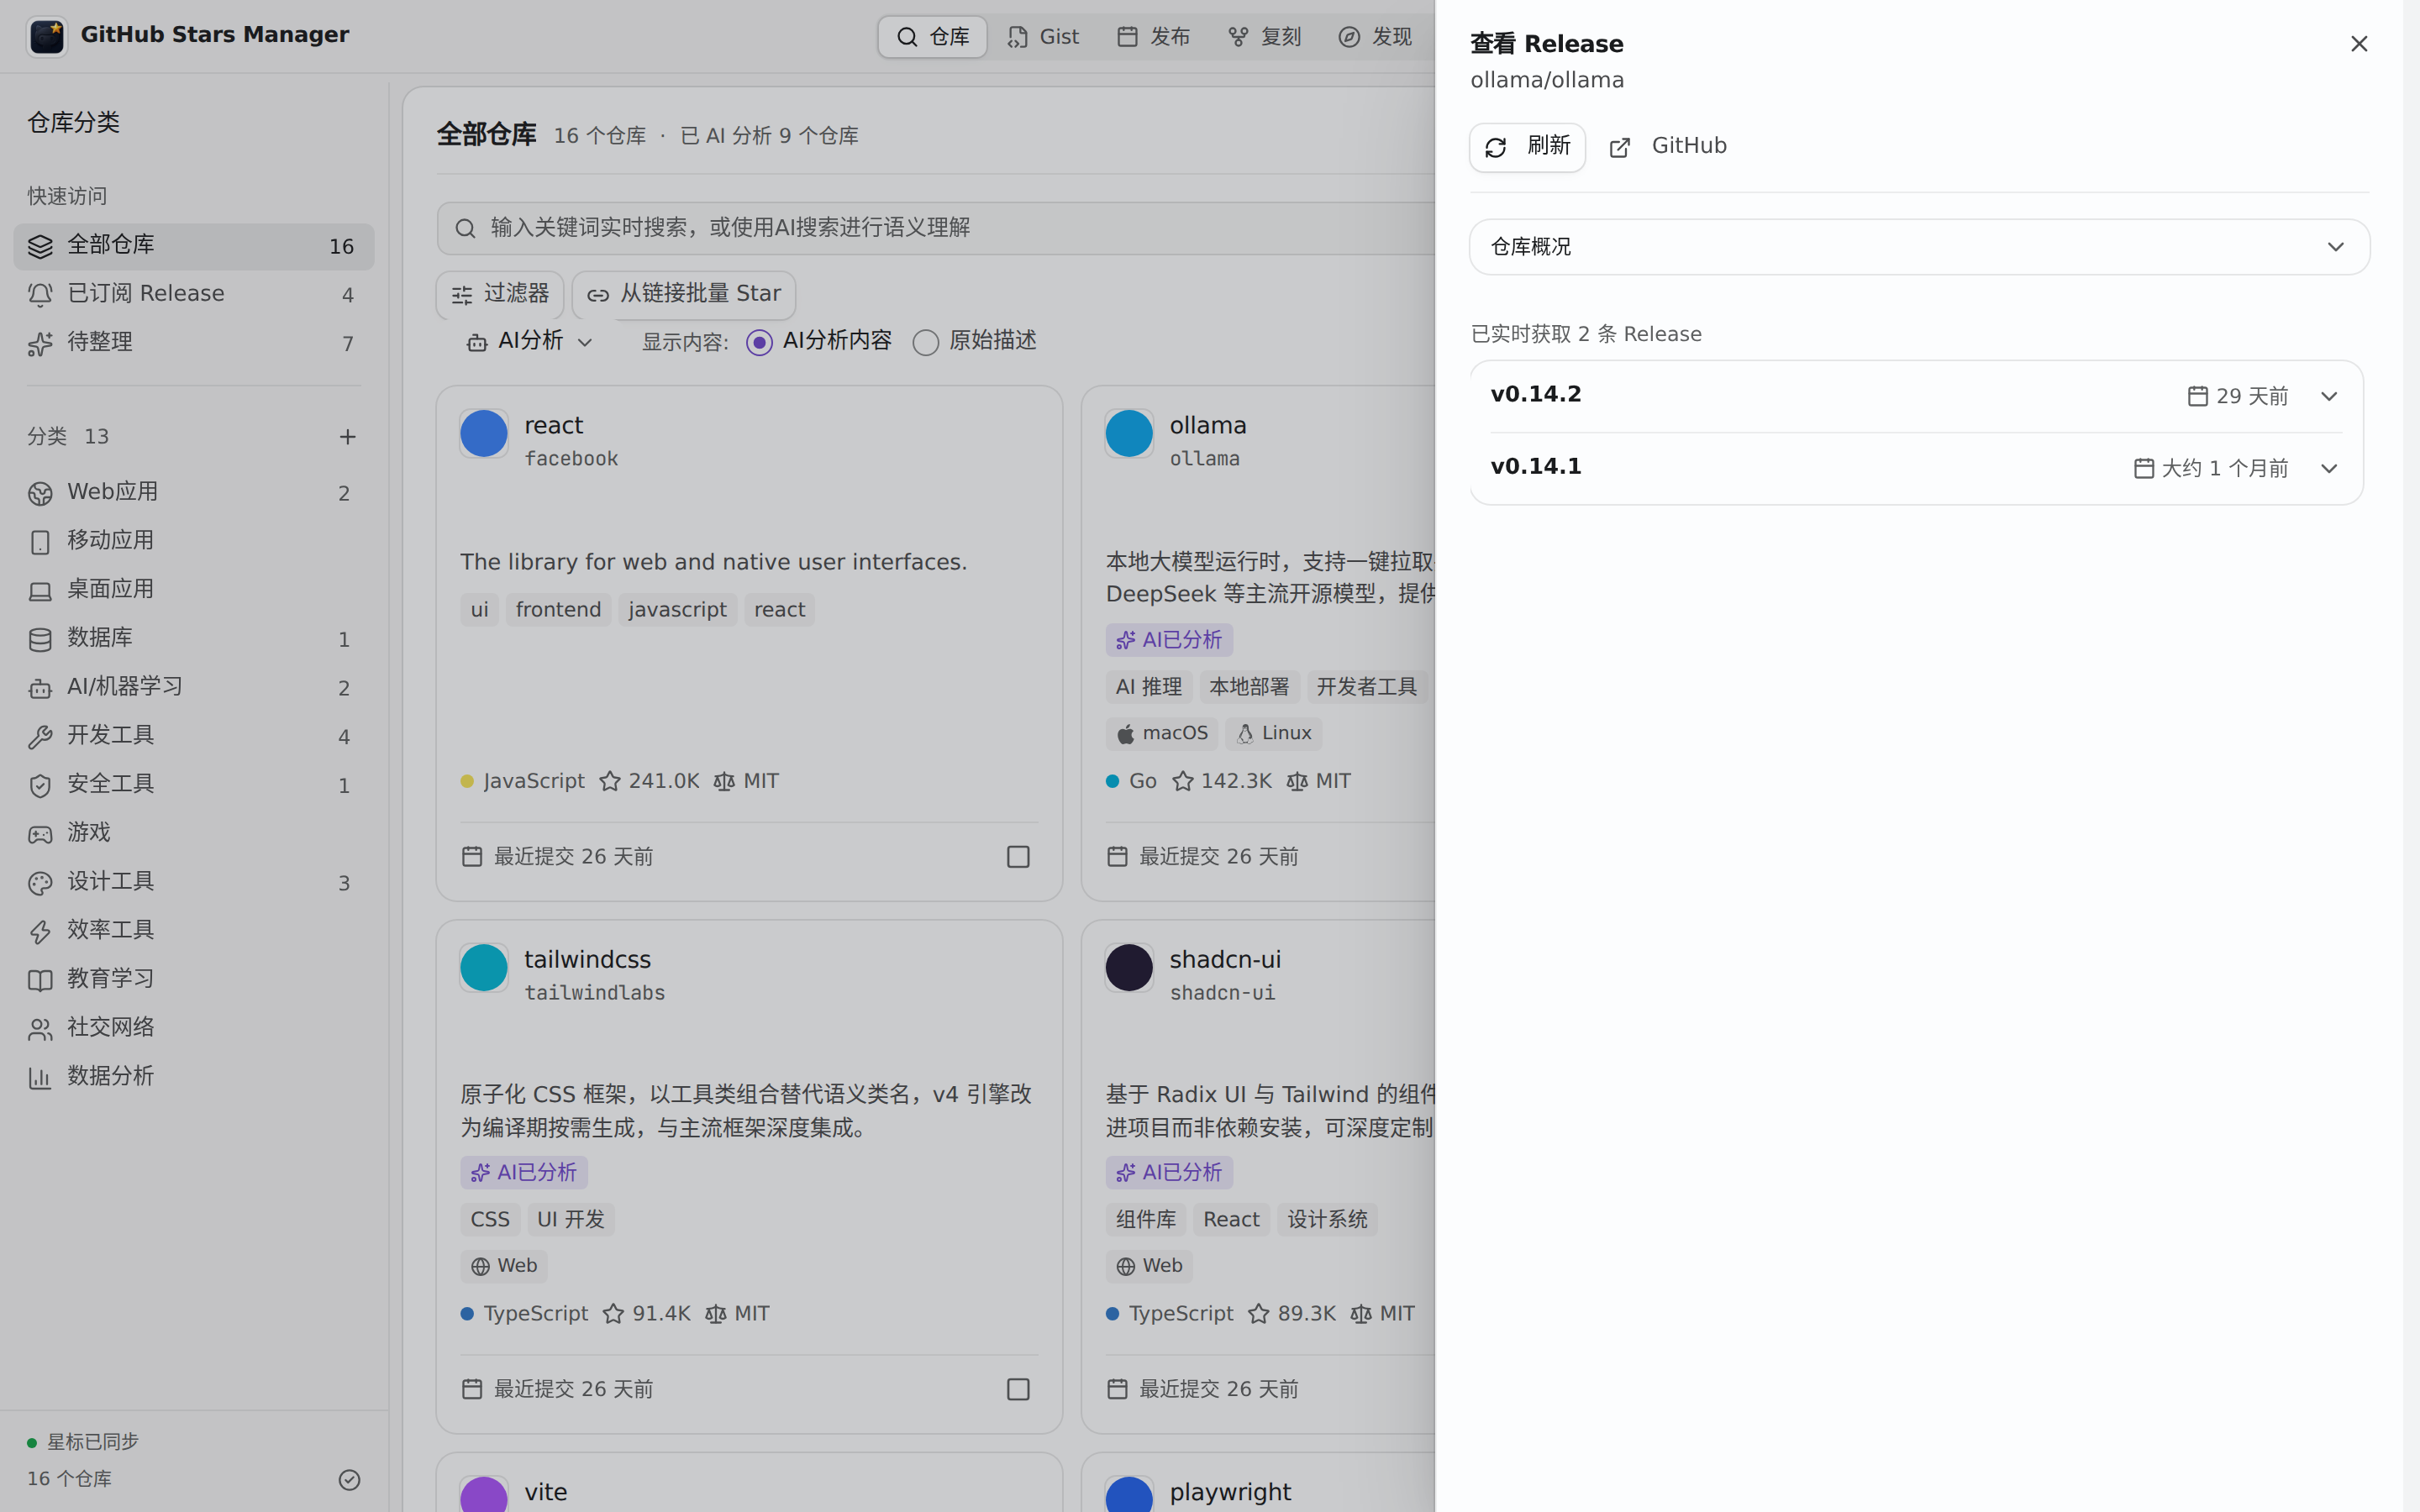 GitHub Stars Manager
仓库
Gist
发布
复刻
发现
仓库分类
快速访问
全部仓库 16
已订阅 Release 4
待整理 7
分类 13
Web应用 2
移动应用
桌面应用
数据库 1
AI/机器学习 2
开发工具 4
安全工具 1
游戏
设计工具 3
效率工具
教育学习
社交网络
数据分析
星标已同步
16 个仓库
全部仓库 16 个仓库 · 已 AI 分析 9 个仓库
输入关键词实时搜索，或使用AI搜索进行语义理解
过滤器
从链接批量 Star
AI分析
显示内容:
AI分析内容
原始描述
react
facebook
The library for web and native user interfaces.
ui frontend javascript react
JavaScript 241.0K MIT
最近提交 26 天前
ollama
ollama
本地大模型运行时，支持一键拉取
DeepSeek 等主流开源模型，提供
AI已分析
AI 推理 本地部署 开发者工具
macOS Linux
Go 142.3K MIT
最近提交 26 天前
tailwindcss
tailwindlabs
原子化 CSS 框架，以工具类组合替代语义类名，v4 引擎改
为编译期按需生成，与主流框架深度集成。
AI已分析
CSS UI 开发
Web
TypeScript 91.4K MIT
最近提交 26 天前
shadcn-ui
shadcn-ui
基于 Radix UI 与 Tailwind 的组件
进项目而非依赖安装，可深度定制
AI已分析
组件库 React 设计系统
Web
TypeScript 89.3K MIT
最近提交 26 天前
vite
playwright
查看 Release
ollama/ollama
刷新
GitHub
仓库概况
已实时获取 2 条 Release
v0.14.2 29 天前
v0.14.1 大约 1 个月前